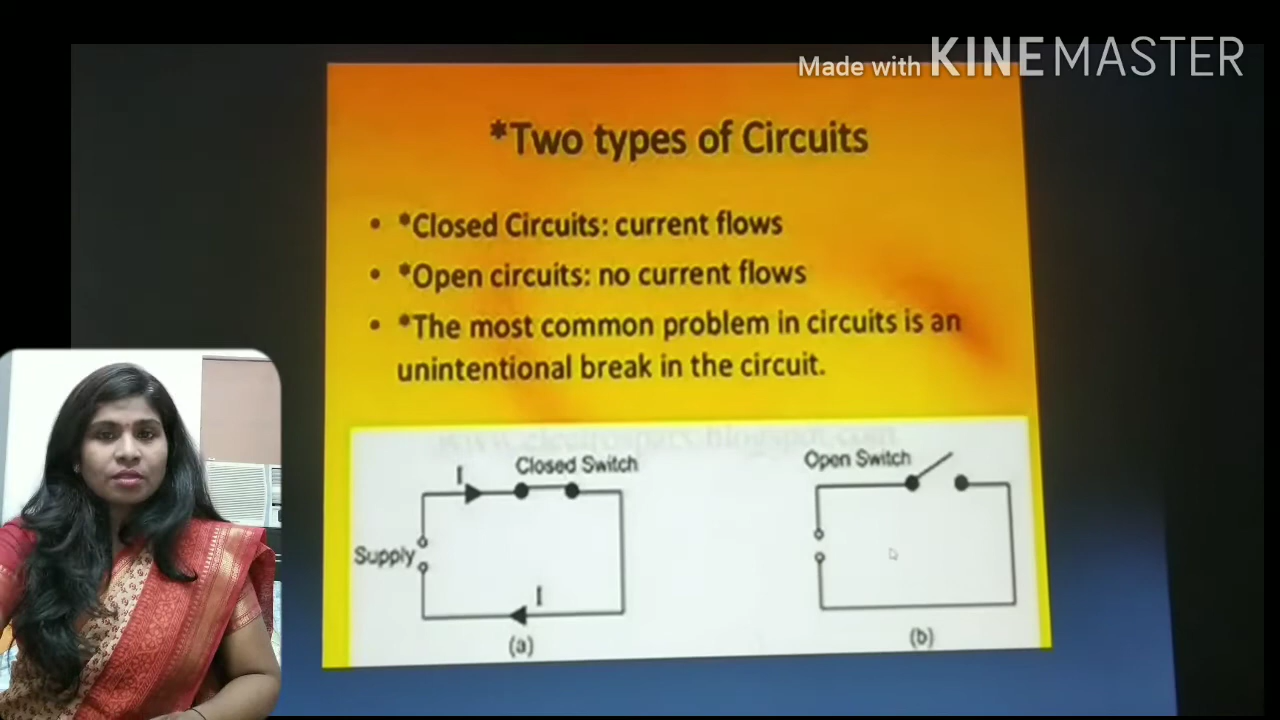 Made with KINEMASTER
*Two types of Circuits
• *Closed Circuits: current flows
• *Open circuits: no current flows
• *The most common problem in circuits is an
unintentional break in the circuit.
I
Closed Switch
Open Switch
Supply
I
(a)
(b)